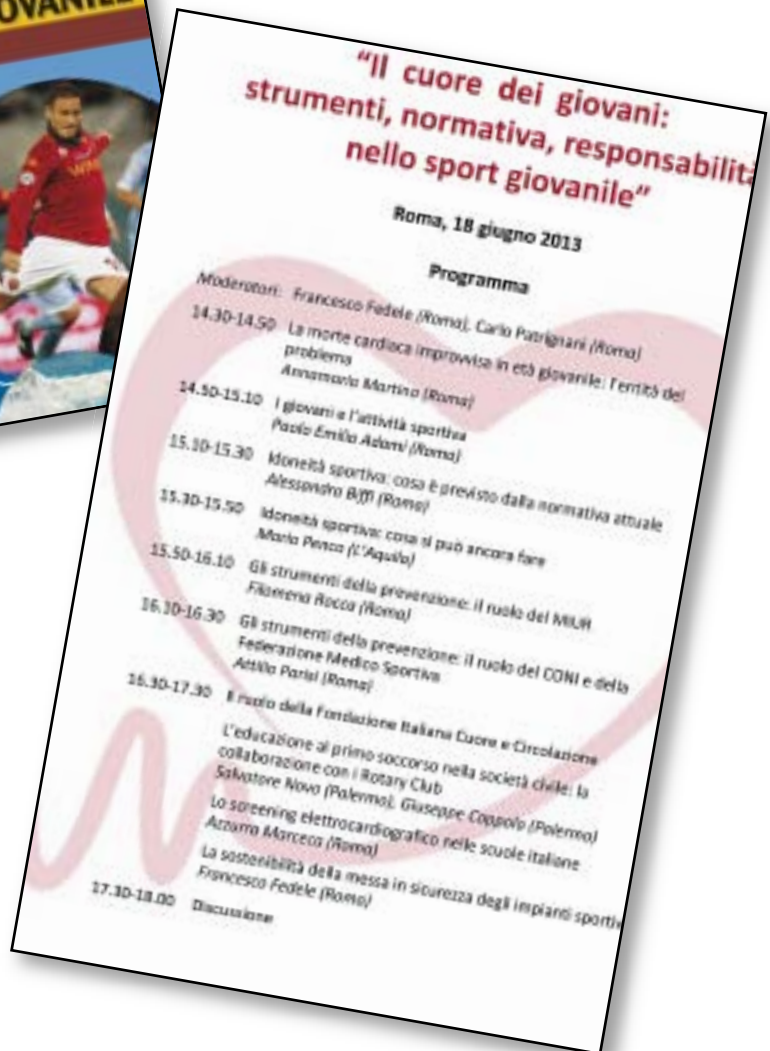 OVANILE
"Il cuore dei giovani:
strumenti, normativa, responsabilità
nello sport giovanile"
Roma, 18 giugno 2013
Programma
Moderatori: Francesco Fedele (Roma), Carlo Patrignani (Roma)
14.30-14.50 La morte cardiaca improvvisa in età giovanile: l'entità del
problema
Annamaria Martino (Roma)
14.50-15.10 I giovani e l'attività sportiva
Paolo Emilio Adami (Roma)
15.10-15.30 Idoneità sportiva: cosa è previsto dalla normativa attuale
Alessandro Biffi (Roma)
15.30-15.50 Idoneità sportiva: cosa si può ancora fare
Maria Penco (L'Aquila)
15.50-16.10 Gli strumenti della prevenzione: il ruolo del MIUR
Filomena Rocca (Roma)
16.10-16.30 Gli strumenti della prevenzione: il ruolo del CONI e della
Federazione Medico Sportiva
Attilio Parisi (Roma)
16.30-17.30 Il ruolo della Fondazione Italiana Cuore e Circolazione
L'educazione al primo soccorso nella società civile: la
collaborazione con i Rotary Club
Salvatore Novo (Palermo), Giuseppe Coppola (Palermo)
Lo screening elettrocardiografico nelle scuole italiane
Azzurra Marceca (Roma)
La sostenibilità della messa in sicurezza degli impianti sportiv
Francesco Fedele (Roma)
17.30-18.00 Discussione